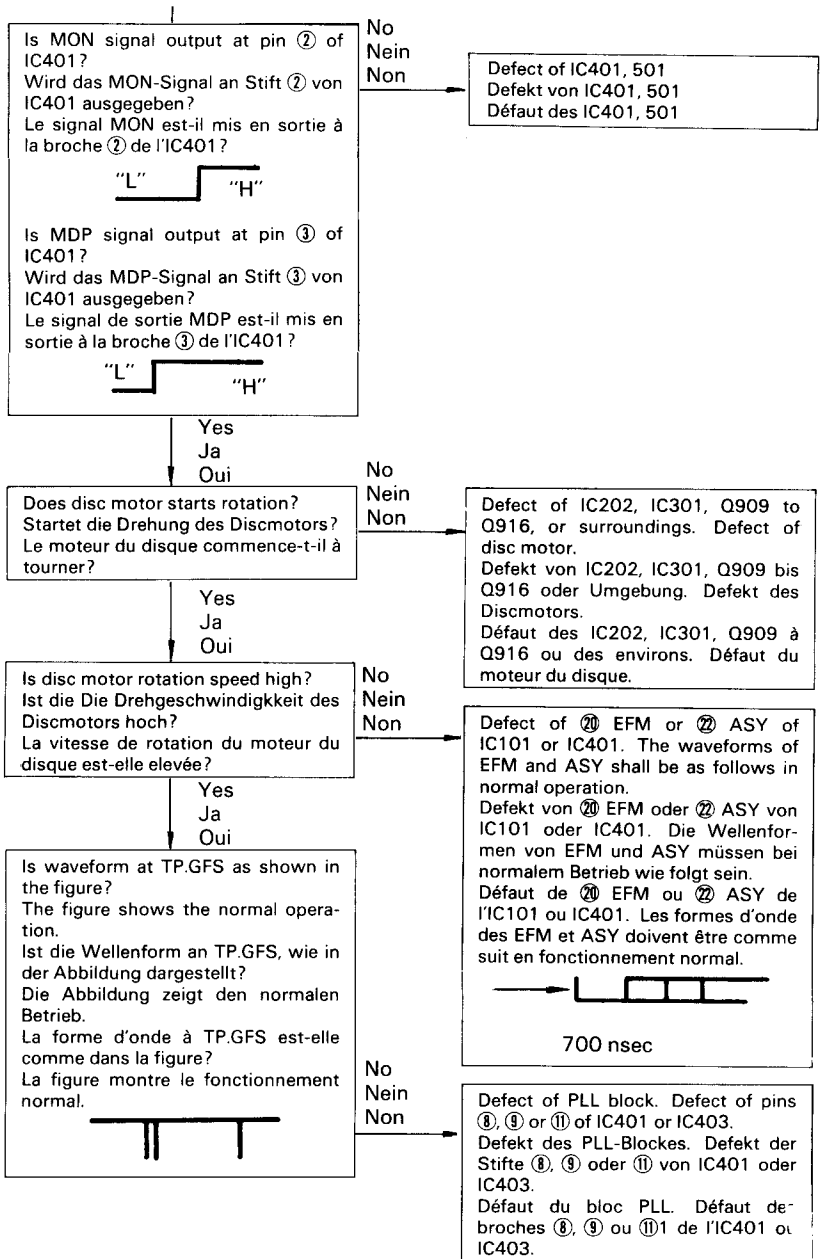 Is MON signal output at pin ② of
IC401?
Wird das MON-Signal an Stift ② von
IC401 ausgegeben?
Le signal MON est-il mis en sortie à
la broche ② de l'IC401?
"L"
"H"
Is MDP signal output at pin ③ of
IC401?
Wird das MDP-Signal an Stift ③ von
IC401 ausgegeben?
Le signal de sortie MDP est-il mis en
sortie à la broche ③ de l'IC401?
"L"
"H"
No
Nein
Non
Defect of IC401, 501
Defekt von IC401, 501
Défaut des IC401, 501
Yes
Ja
Oui
Does disc motor starts rotation?
Startet die Drehung des Discmotors?
Le moteur du disque commence-t-il à
tourner?
No
Nein
Non
Defect of IC202, IC301, Q909 to
Q916, or surroundings. Defect of
disc motor.
Defekt von IC202, IC301, Q909 bis
Q916 oder Umgebung. Defekt des
Discmotors.
Défaut des IC202, IC301, Q909 à
Q916 ou des environs. Défaut du
moteur du disque.
Yes
Ja
Oui
Is disc motor rotation speed high?
Ist die Die Drehgeschwindigkkeit des
Discmotors hoch?
La vitesse de rotation du moteur du
disque est-elle elevée?
No
Nein
Non
Defect of ⑳ EFM or ㉒ ASY of
IC101 or IC401. The waveforms of
EFM and ASY shall be as follows in
normal operation.
Defekt von ⑳ EFM oder ㉒ ASY von
IC101 oder IC401. Die Wellenfor-
men von EFM und ASY müssen bei
normalem Betrieb wie folgt sein.
Défaut de ⑳ EFM ou ㉒ ASY de
l'IC101 ou IC401. Les formes d'onde
des EFM et ASY doivent être comme
suit en fonctionnement normal.
700 nsec
Yes
Ja
Oui
Is waveform at TP.GFS as shown in
the figure?
The figure shows the normal opera-
tion.
Ist die Wellenform an TP.GFS, wie in
der Abbildung dargestellt?
Die Abbildung zeigt den normalen
Betrieb.
La forme d'onde à TP.GFS est-elle
comme dans la figure?
La figure montre le fonctionnement
normal.
No
Nein
Non
Defect of PLL block. Defect of pins
⑧, ⑨ or ⑪ of IC401 or IC403.
Defekt des PLL-Blockes. Defekt der
Stifte ⑧, ⑨ oder ⑪ von IC401 oder
IC403.
Défaut du bloc PLL. Défaut de-
broches ⑧, ⑨ ou ⑪1 de l'IC401 ou
IC403.